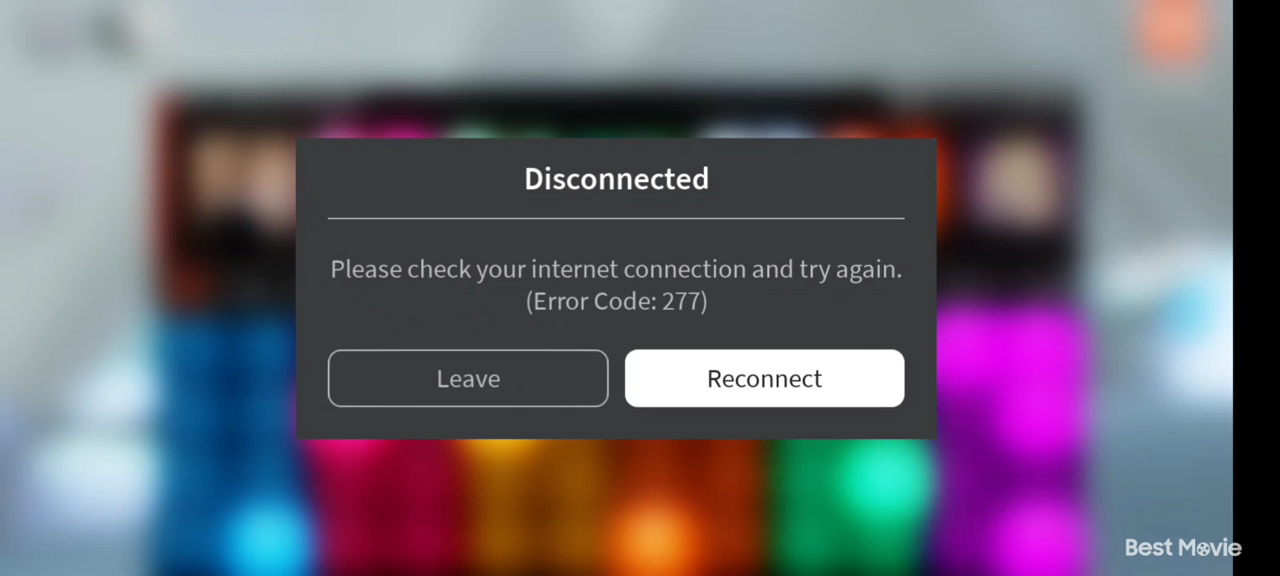 Disconnected
Please check your internet connection and try again.
(Error Code: 277)
Leave
Reconnect
Best Movie